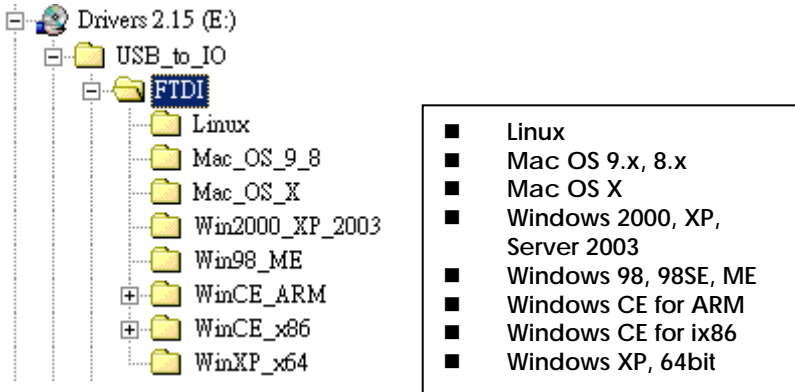 Drivers 2.15 (E:)
USB_to_IO
FTDI
Linux
Mac_OS_9_8
Mac_OS_X
Win2000_XP_2003
Win98_ME
WinCE_ARM
WinCE_x86
WinXP_x64
■ Linux
■ Mac OS 9.x, 8.x
■ Mac OS X
■ Windows 2000, XP,
Server 2003
■ Windows 98, 98SE, ME
■ Windows CE for ARM
■ Windows CE for ix86
■ Windows XP, 64bit